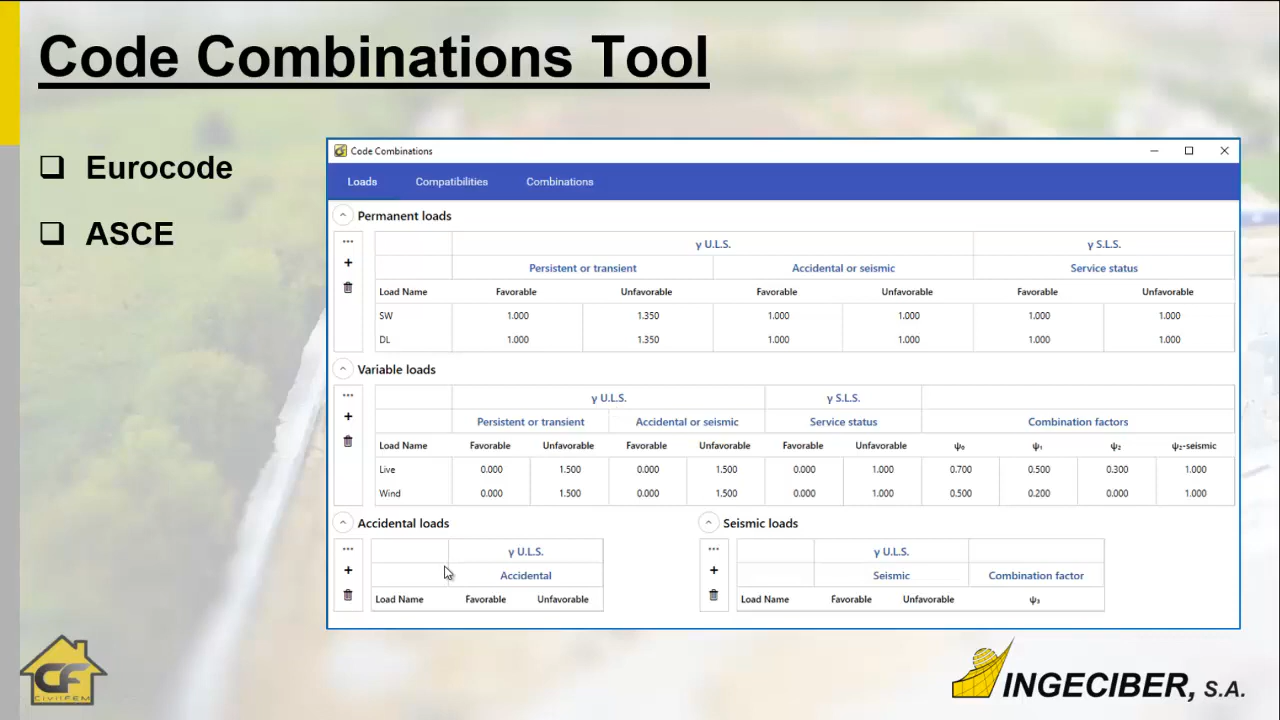 Code Combinations Tool
❑ Eurocode
❑ ASCE
Code Combinations
Loads Compatibilities Combinations
Permanent loads
γ U.L.S. γ S.L.S.
Persistent or transient Accidental or seismic Service status
Load Name Favorable Unfavorable Favorable Unfavorable Favorable Unfavorable
SW 1.000 1.350 1.000 1.000 1.000 1.000
DL 1.000 1.350 1.000 1.000 1.000 1.000
Variable loads
γ U.L.S. γ S.L.S.
Persistent or transient Accidental or seismic Service status Combination factors
Load Name Favorable Unfavorable Favorable Unfavorable Favorable Unfavorable ψ₀ ψ₁ ψ₂ ψ₂-seismic
Live 0.000 1.500 0.000 1.500 0.000 1.000 0.700 0.500 0.300 1.000
Wind 0.000 1.500 0.000 1.500 0.000 1.000 0.500 0.200 0.000 1.000
Accidental loads Seismic loads
γ U.L.S. γ U.L.S.
Accidental Seismic Combination factor
Load Name Favorable Unfavorable Load Name Favorable Unfavorable ψ₃
CF
CivilFEM
INGECIBER, S.A.